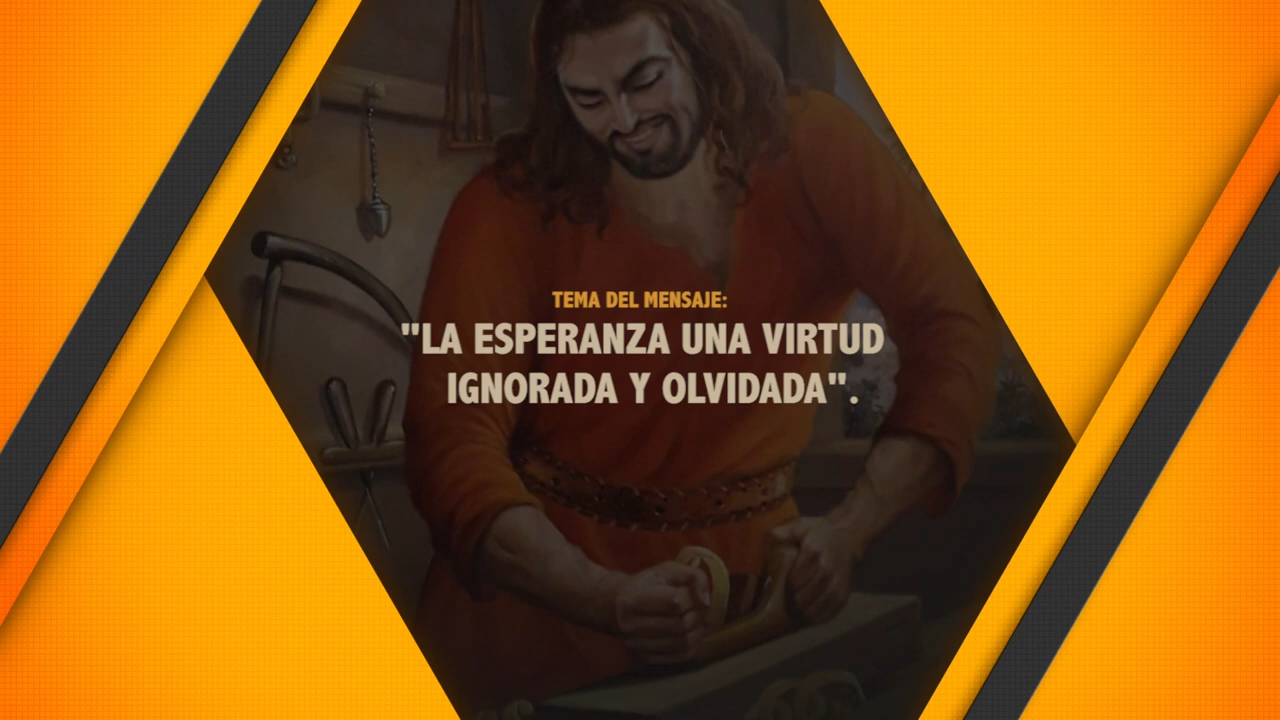 TEMA DEL MENSAJE:
"LA ESPERANZA UNA VIRTUD
IGNORADA Y OLVIDADA".